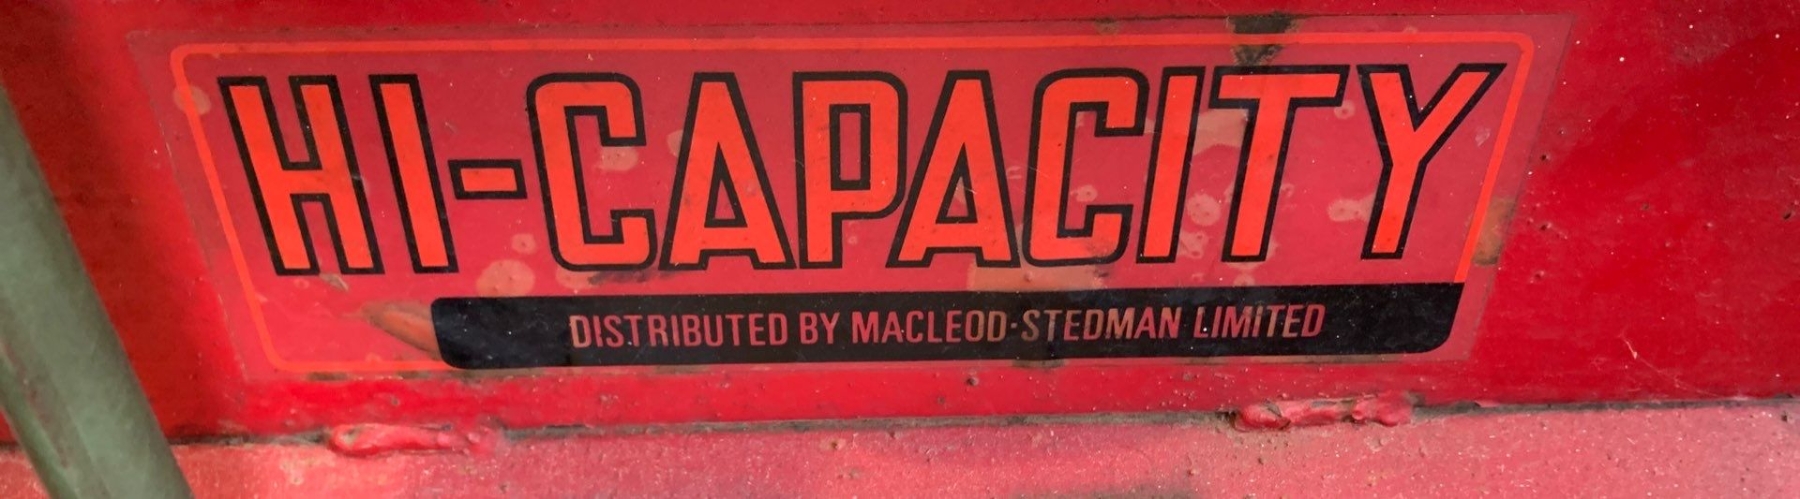 HI-CAPACITY
DISTRIBUTED BY MACLEOD·STEDMAN LIMITED